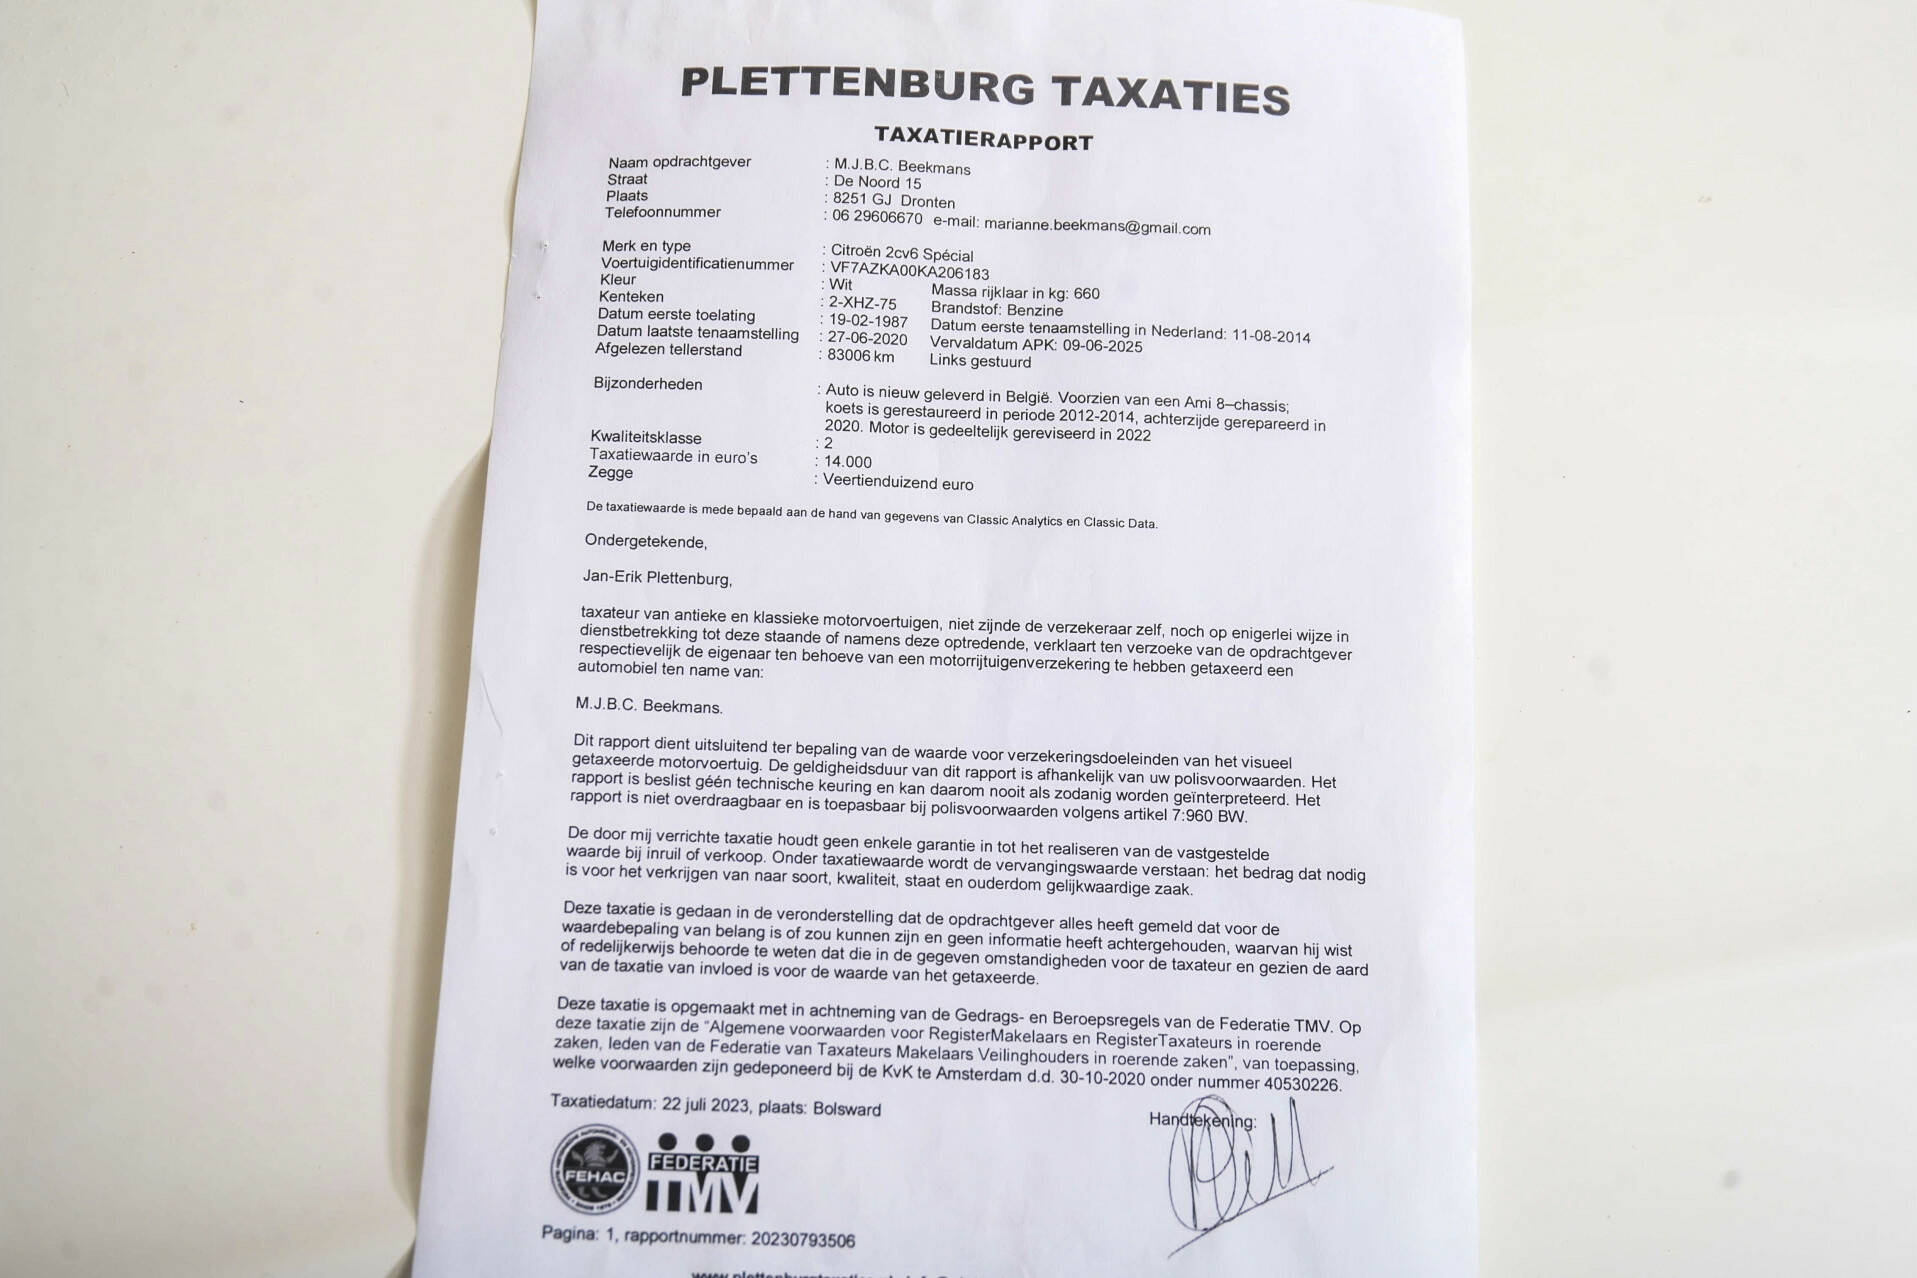 PLETTENBURG TAXATIES
TAXATIERAPPORT
Naam opdrachtgever : M.J.B.C. Beekmans
Straat : De Noord 15
Plaats : 8251 GJ Dronten
Telefoonnummer : 06 29606670 e-mail: marianne.beekmans@gmail.com
Merk en type : Citroën 2cv6 Spécial
Voertuigidentificatienummer : VF7AZKA00KA206183
Kleur : Wit Massa rijklaar in kg: 660
Kenteken : 2-XHZ-75 Brandstof: Benzine
Datum eerste toelating : 19-02-1987 Datum eerste tenaamstelling in Nederland: 11-08-2014
Datum laatste tenaamstelling : 27-06-2020 Vervaldatum APK: 09-06-2025
Afgelezen tellerstand : 83006 km Links gestuurd
Bijzonderheden : Auto is nieuw geleverd in België. Voorzien van een Ami 8–chassis;
koets is gerestaureerd in periode 2012-2014, achterzijde gerepareerd in
2020. Motor is gedeeltelijk gereviseerd in 2022
Kwaliteitsklasse : 2
Taxatiewaarde in euro's : 14.000
Zegge : Veertienduizend euro
De taxatiewaarde is mede bepaald aan de hand van gegevens van Classic Analytics en Classic Data.
Ondergetekende,
Jan-Erik Plettenburg,
taxateur van antieke en klassieke motorvoertuigen, niet zijnde de verzekeraar zelf, noch op enigerlei wijze in
dienstbetrekking tot deze staande of namens deze optredende, verklaart ten verzoeke van de opdrachtgever
respectievelijk de eigenaar ten behoeve van een motorrijtuigenverzekering te hebben getaxeerd een
automobiel ten name van:
M.J.B.C. Beekmans.
Dit rapport dient uitsluitend ter bepaling van de waarde voor verzekeringsdoeleinden van het visueel
getaxeerde motorvoertuig. De geldigheidsduur van dit rapport is afhankelijk van uw polisvoorwaarden. Het
rapport is beslist géén technische keuring en kan daarom nooit als zodanig worden geïnterpreteerd. Het
rapport is niet overdraagbaar en is toepasbaar bij polisvoorwaarden volgens artikel 7:960 BW.
De door mij verrichte taxatie houdt geen enkele garantie in tot het realiseren van de vastgestelde
waarde bij inruil of verkoop. Onder taxatiewaarde wordt de vervangingswaarde verstaan: het bedrag dat nodig
is voor het verkrijgen van naar soort, kwaliteit, staat en ouderdom gelijkwaardige zaak.
Deze taxatie is gedaan in de veronderstelling dat de opdrachtgever alles heeft gemeld dat voor de
waardebepaling van belang is of zou kunnen zijn en geen informatie heeft achtergehouden, waarvan hij wist
of redelijkerwijs behoorde te weten dat die in de gegeven omstandigheden voor de taxateur en gezien de aard
van de taxatie van invloed is voor de waarde van het getaxeerde.
Deze taxatie is opgemaakt met in achtneming van de Gedrags- en Beroepsregels van de Federatie TMV. Op
deze taxatie zijn de “Algemene voorwaarden voor RegisterMakelaars en RegisterTaxateurs in roerende
zaken, leden van de Federatie van Taxateurs Makelaars Veilinghouders in roerende zaken”, van toepassing,
welke voorwaarden zijn gedeponeerd bij de KvK te Amsterdam d.d. 30-10-2020 onder nummer 40530226.
Taxatiedatum: 22 juli 2023, plaats: Bolsward
Handtekening:
FEHAC
FEDERATIE
TMV
Pagina: 1, rapportnummer: 20230793506